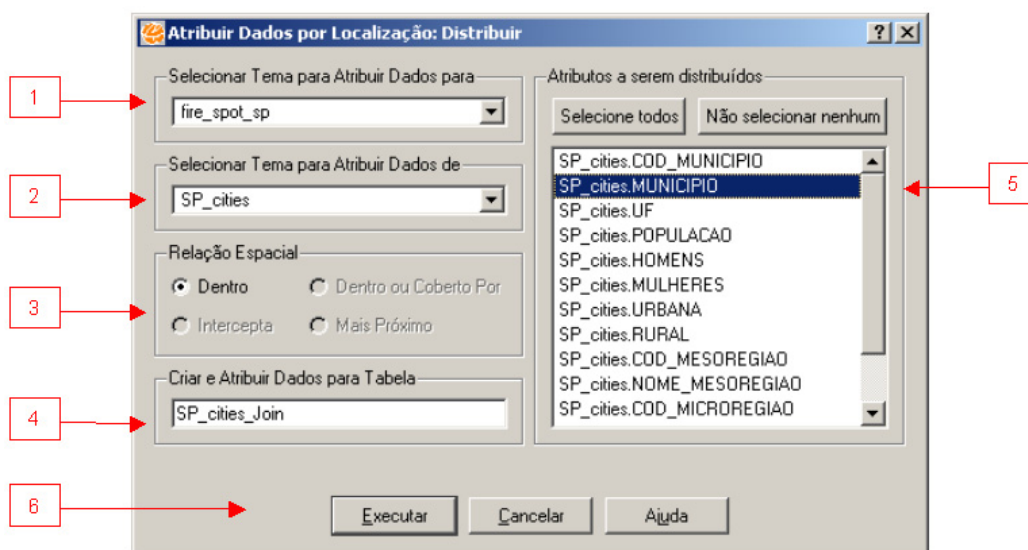 Atribuir Dados por Localização: Distribuir
?
1
Selecionar Tema para Atribuir Dados para
fire_spot_sp
2
Selecionar Tema para Atribuir Dados de
SP_cities
3
Relação Espacial
Dentro
Dentro ou Coberto Por
Intercepta
Mais Próximo
4
Criar e Atribuir Dados para Tabela
SP_cities_Join
5
Atributos a serem distribuídos
Selecione todos
Não selecionar nenhum
SP_cities.COD_MUNICIPIO
SP_cities.MUNICIPIO
SP_cities.UF
SP_cities.POPULACAO
SP_cities.HOMENS
SP_cities.MULHERES
SP_cities.URBANA
SP_cities.RURAL
SP_cities.COD_MESOREGIAO
SP_cities.NOME_MESOREGIAO
SP_cities.COD_MICROREGIAO
6
Executar
Cancelar
Ajuda